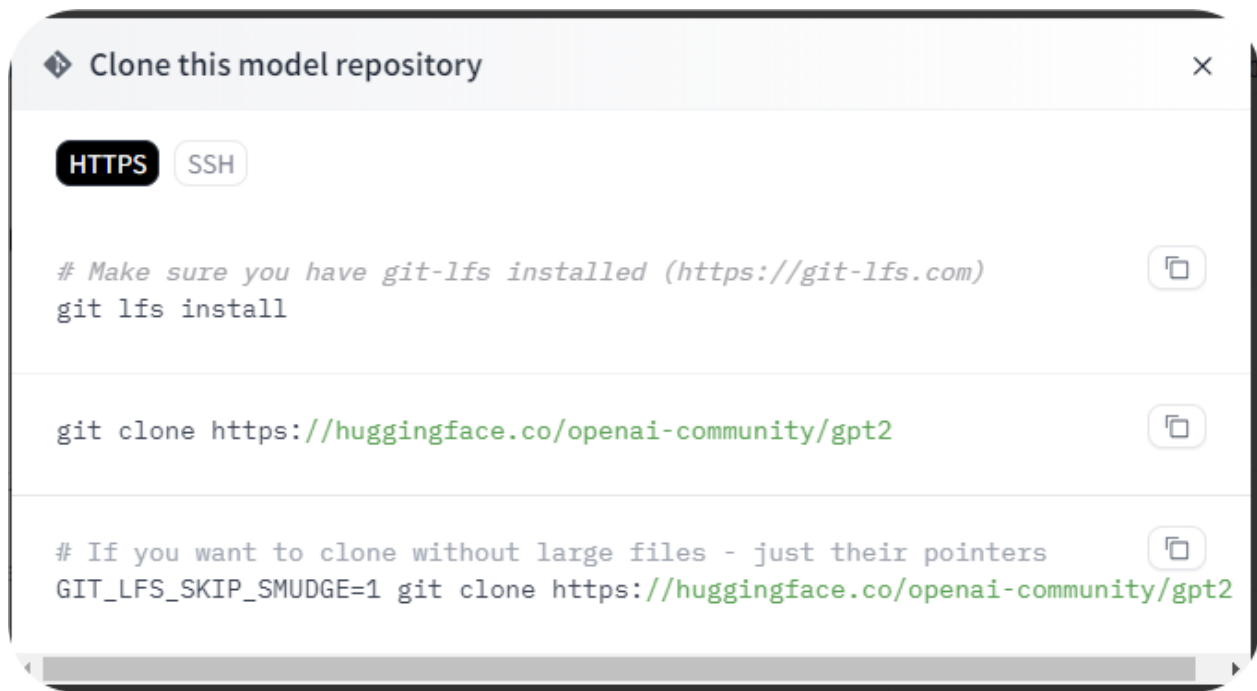 Clone this model repository
HTTPS SSH
# Make sure you have git-lfs installed (https://git-lfs.com)
git lfs install
git clone https://huggingface.co/openai-community/gpt2
# If you want to clone without large files - just their pointers
GIT_LFS_SKIP_SMUDGE=1 git clone https://huggingface.co/openai-community/gpt2